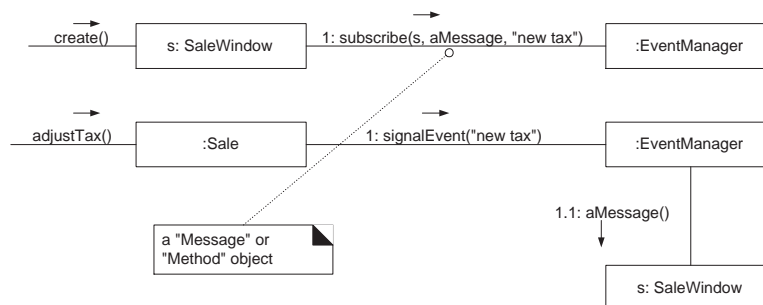 create()
s: SaleWindow
1: subscribe(s, aMessage, "new tax")
:EventManager
adjustTax()
:Sale
1: signalEvent("new tax")
:EventManager
a "Message" or
"Method" object
1.1: aMessage()
s: SaleWindow